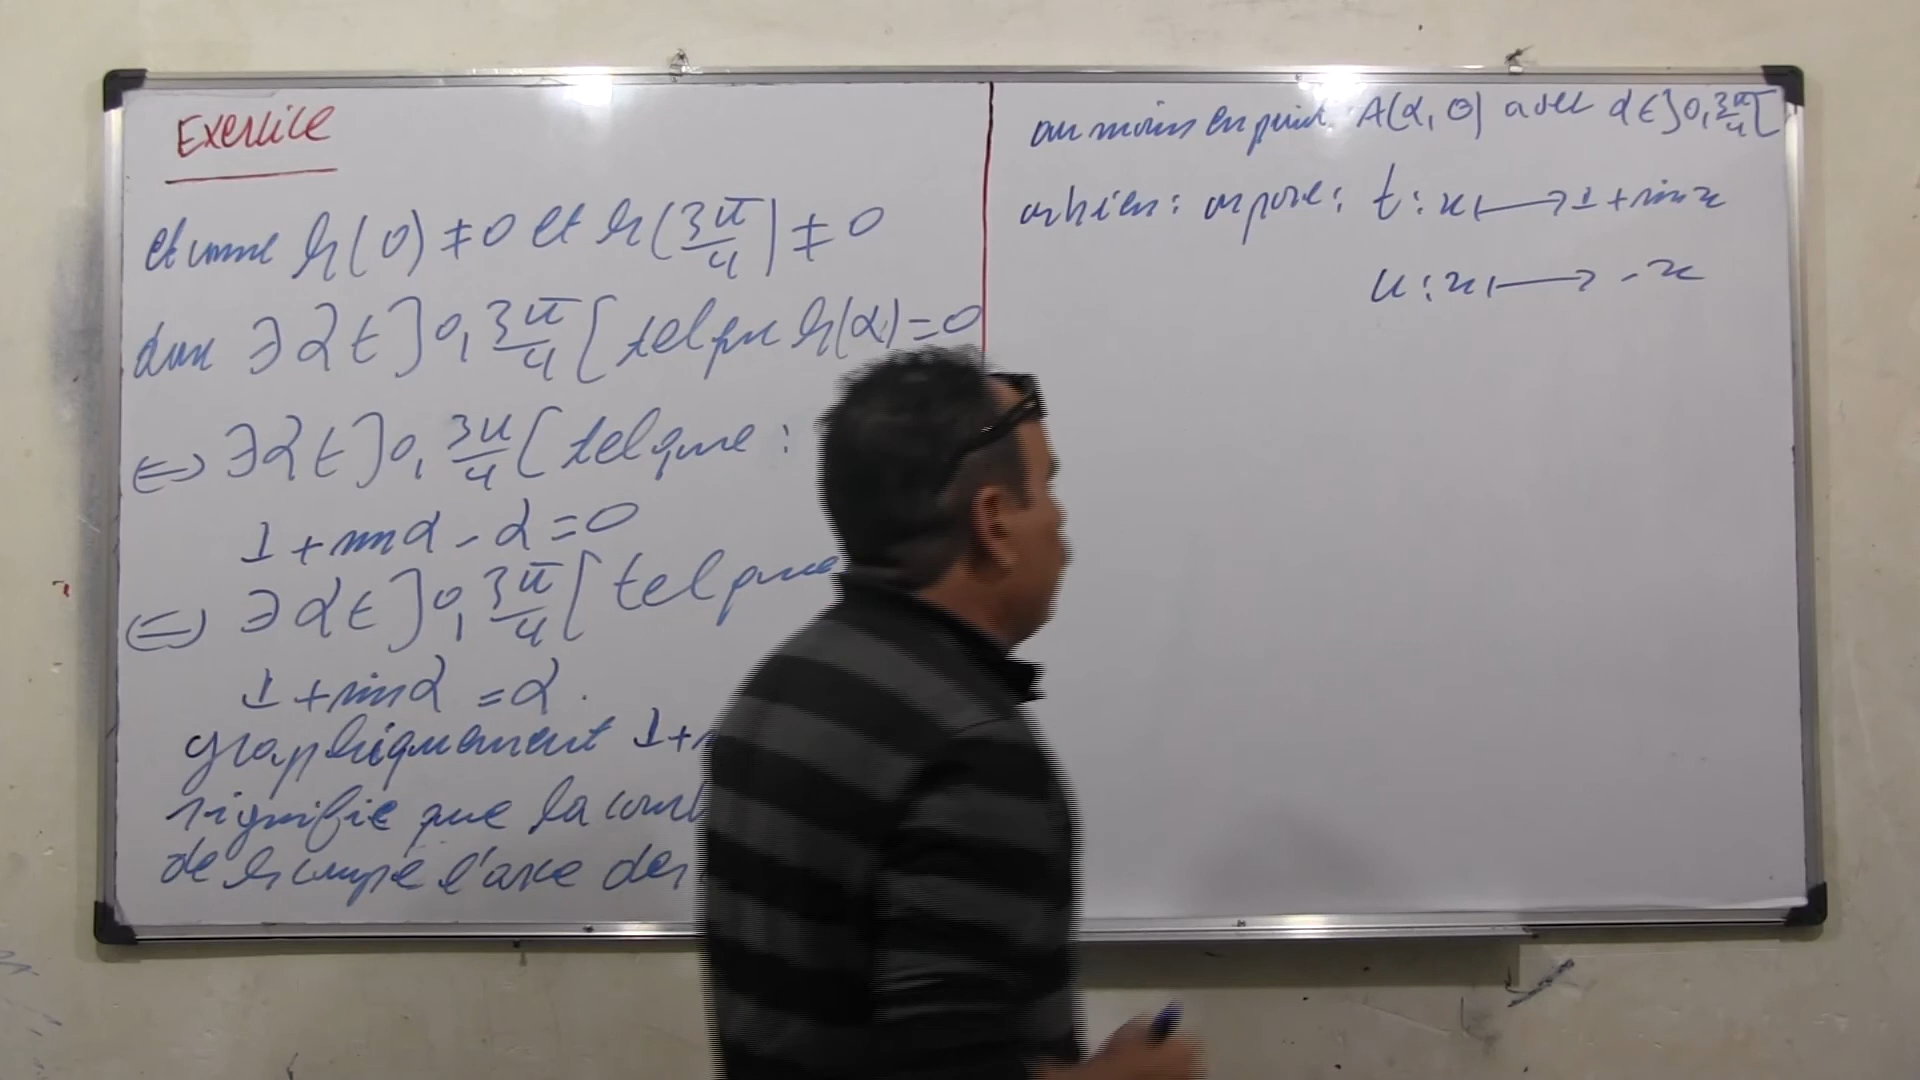 Exercice
et comme h(0) ≠ 0 et h(3π/4) ≠ 0
donc ∃ α ∈ ]0, 3π/4[ tel que h(α) = 0
⇔ ∃ α ∈ ]0, 3π/4[ tel que :
1 + sin α - α = 0
⇔ ∃ α ∈ ]0, 3π/4[ tel que
1 + sin α = α .
graphiquement 1+
signifie que la courb
de h coupe l'axe des
au moins en point A(α, 0) avec α ∈ ]0, 3π/4[
ou bien : on pose : t : x ⟼ 1 + sin x
u : x ⟼ - x